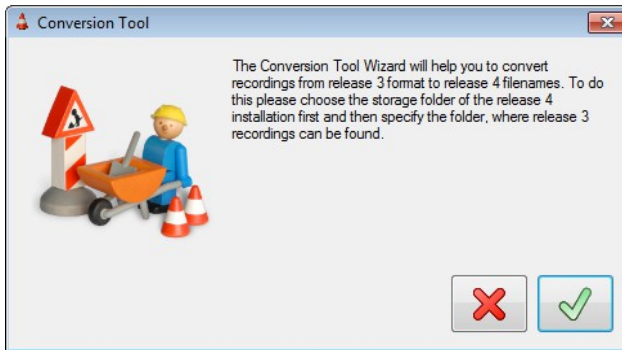 Conversion Tool
The Conversion Tool Wizard will help you to convert
recordings from release 3 format to release 4 filenames. To do
this please choose the storage folder of the release 4
installation first and then specify the folder, where release 3
recordings can be found.